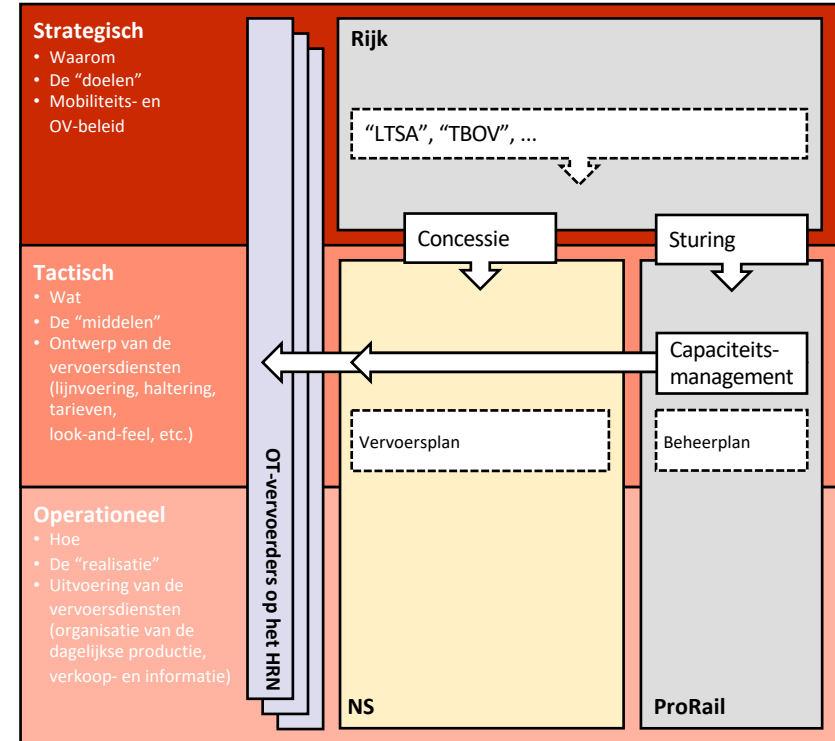 Strategisch
• Waarom
• De “doelen”
• Mobiliteits- en
OV-beleid
Rijk
“LTSA”, “TBOV”, ...
Concessie
Sturing
Tactisch
• Wat
• De “middelen”
• Ontwerp van de
vervoersdiensten
(lijnvoering, haltering,
tarieven,
look-and-feel, etc.)
Capaciteits-
management
Vervoersplan
Beheerplan
OT-vervoerders op het HRN
Operationeel
• Hoe
• De “realisatie”
• Uitvoering van de
vervoersdiensten
(organisatie van de
dagelijkse productie,
verkoop- en informatie)
NS
ProRail